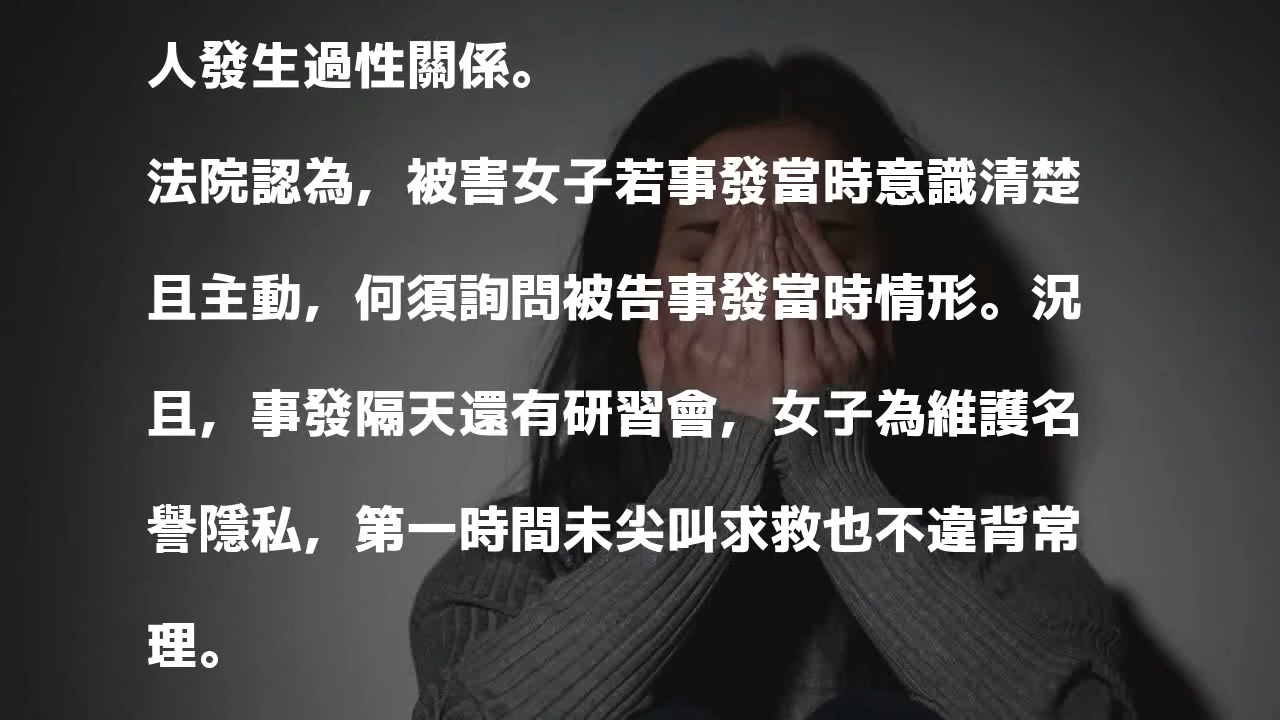 人發生過性關係。
法院認為，被害女子若事發當時意識清楚
且主動，何須詢問被告事發當時情形。況
且，事發隔天還有研習會，女子為維護名
譽隱私，第一時間未尖叫求救也不違背常
理。